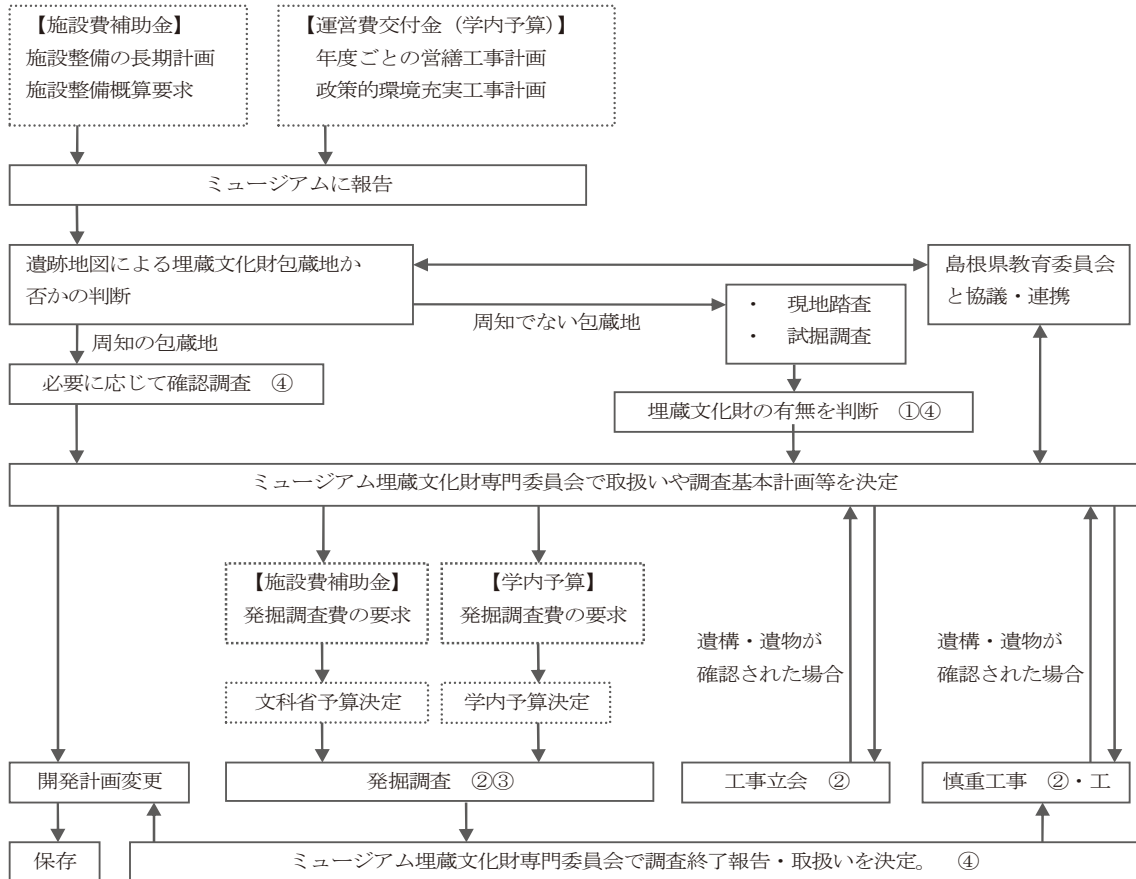 【施設費補助金】
施設整備の長期計画
施設整備概算要求
【運営費交付金（学内予算）】
年度ごとの営繕工事計画
政策的環境充実工事計画
ミュージアムに報告
遺跡地図による埋蔵文化財包蔵地か
否かの判断
島根県教育委員会
と協議・連携
周知でない包蔵地
・ 現地踏査
・ 試掘調査
周知の包蔵地
必要に応じて確認調査 ④
埋蔵文化財の有無を判断 ①④
ミュージアム埋蔵文化財専門委員会で取扱いや調査基本計画等を決定
【施設費補助金】
発掘調査費の要求
【学内予算】
発掘調査費の要求
遺構・遺物が
確認された場合
遺構・遺物が
確認された場合
文科省予算決定
学内予算決定
開発計画変更
発掘調査 ②③
工事立会 ②
慎重工事 ②・工
保存
ミュージアム埋蔵文化財専門委員会で調査終了報告・取扱いを決定。 ④